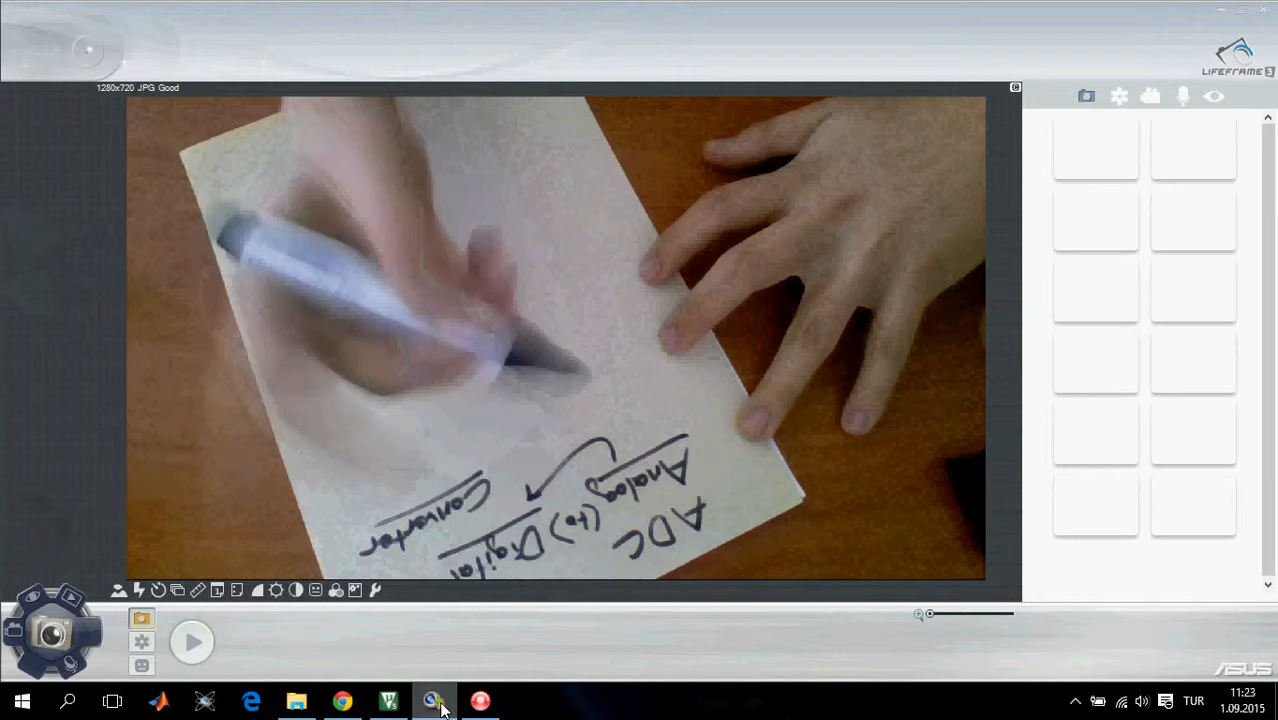 LIFEFRAME 3
1280x720 JPG Good
ADC
Analog (to) Digital
Converter
ASUS
TUR
11:23
1.09.2015